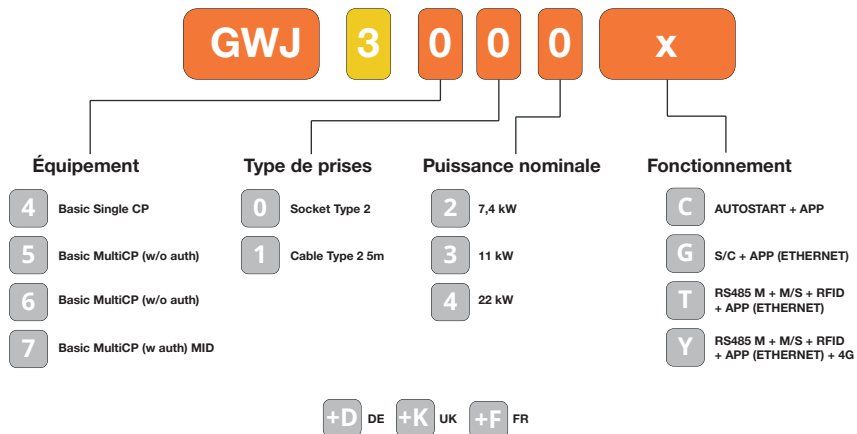 GWJ 3 0 0 0 x
Équipement
4 Basic Single CP
5 Basic MultiCP (w/o auth)
6 Basic MultiCP (w/o auth)
7 Basic MultiCP (w auth) MID
Type de prises
0 Socket Type 2
1 Cable Type 2 5m
Puissance nominale
2 7,4 kW
3 11 kW
4 22 kW
Fonctionnement
C AUTOSTART + APP
G S/C + APP (ETHERNET)
T RS485 M + M/S + RFID
+ APP (ETHERNET)
Y RS485 M + M/S + RFID
+ APP (ETHERNET) + 4G
+D DE +K UK +F FR